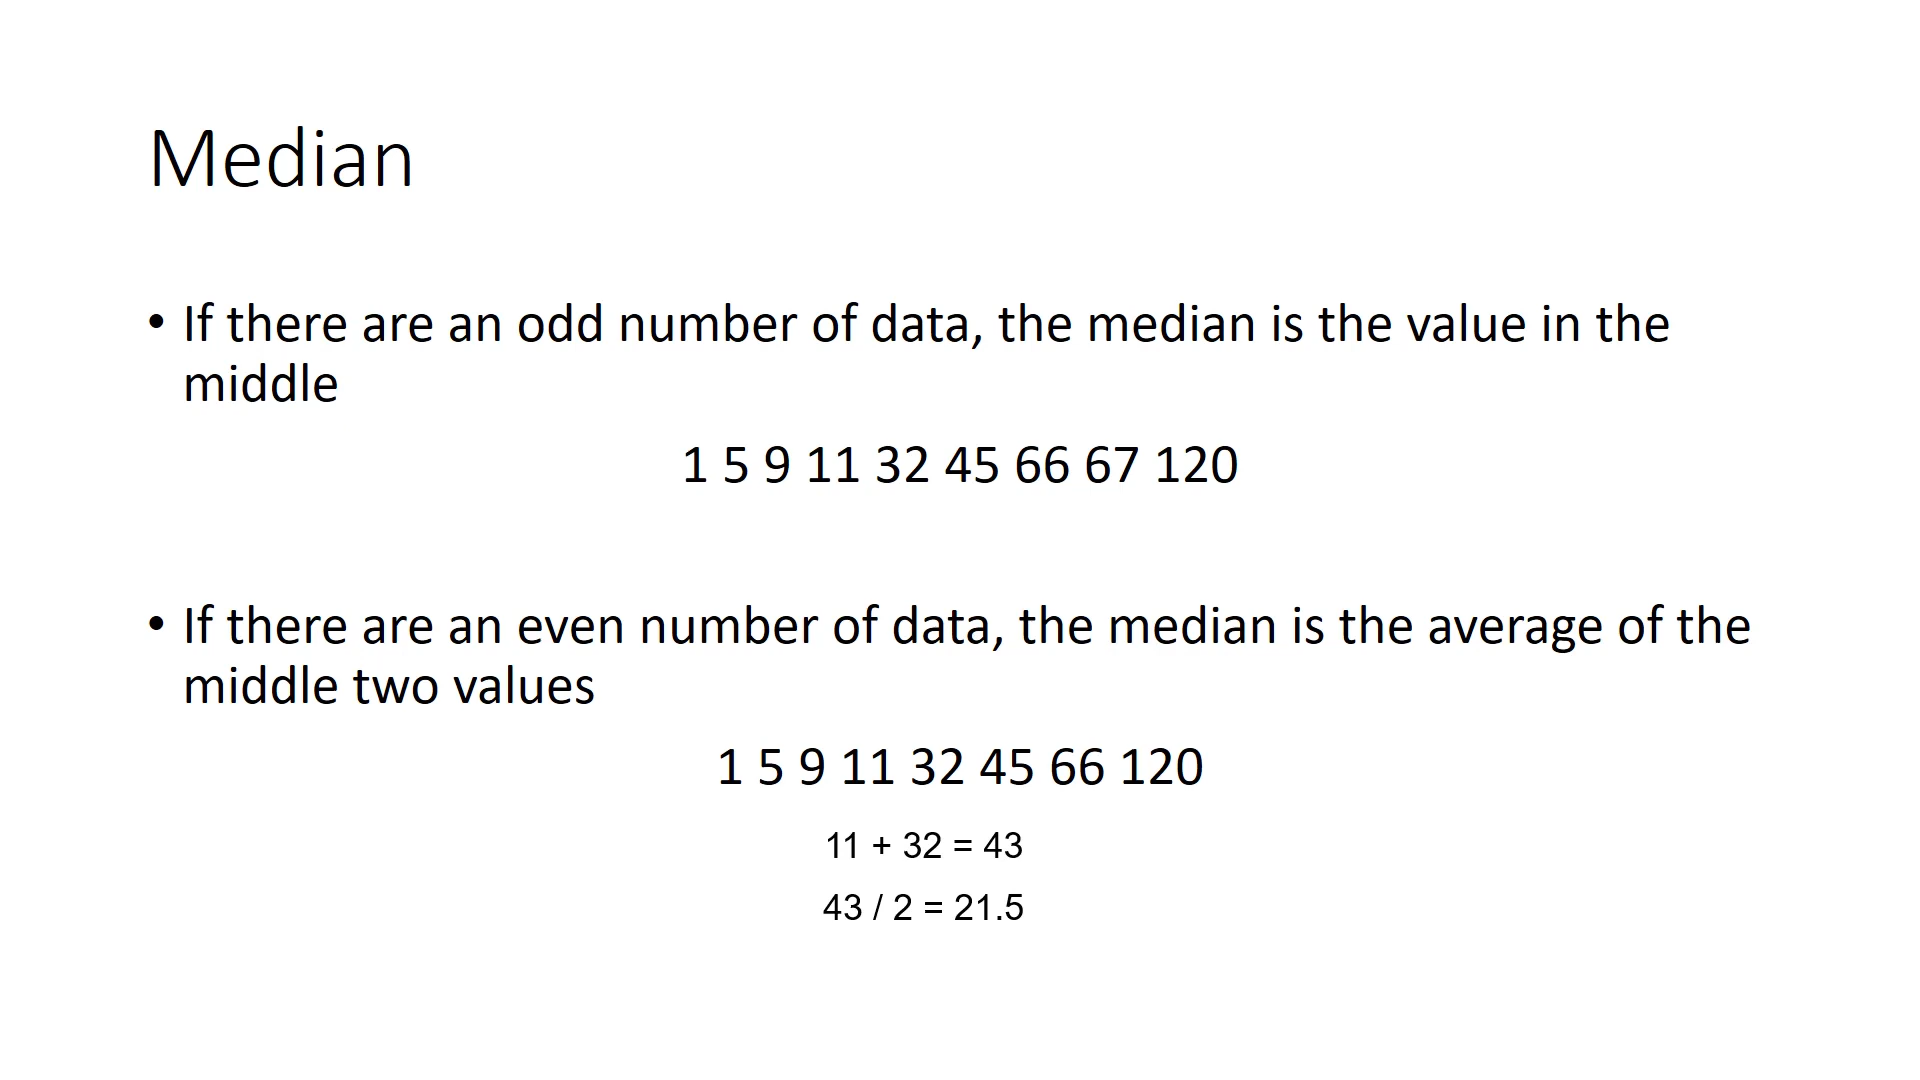 Median
• If there are an odd number of data, the median is the value in the
middle
1 5 9 11 32 45 66 67 120
• If there are an even number of data, the median is the average of the
middle two values
1 5 9 11 32 45 66 120
11 + 32 = 43
43 / 2 = 21.5